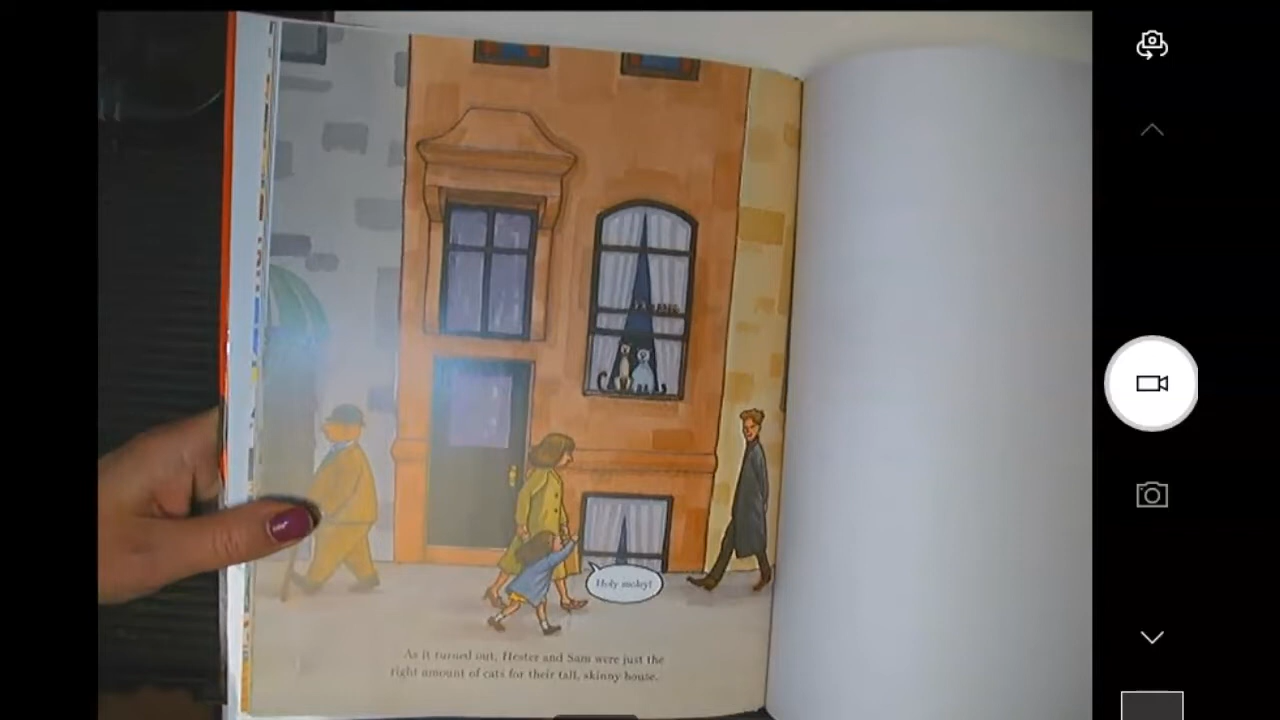 Holy moley!
As it turned out, Hester and Sam were just the
right amount of cats for their tall, skinny house.